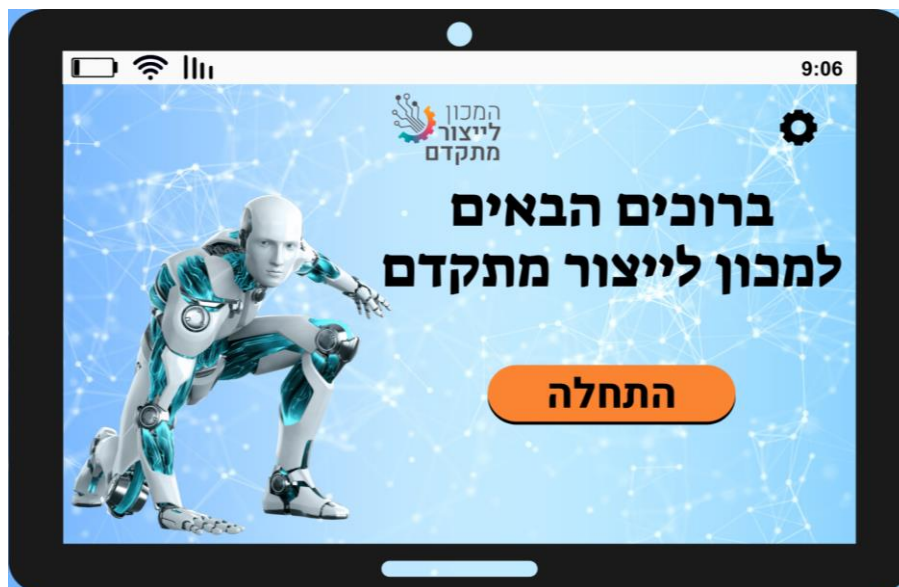 9:06
המכון
לייצור
מתקדם
ברוכים הבאים
למכון לייצור מתקדם
התחלה